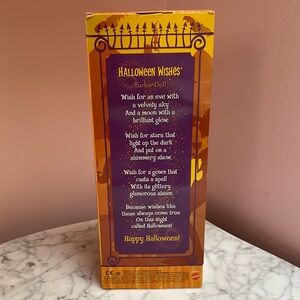 HALLOWEEN WISHES
Barbie Doll
Wish for an eve with
a velvety sky
And a moon with a
brilliant glow
Wish for stars that
light up the dark
And put on a
shimmery show.
Wish for a gown that
casts a spell
With its glittery
glamorous sheen
Because wishes like
these always come true
On this night
called Halloween!
Happy Halloween!